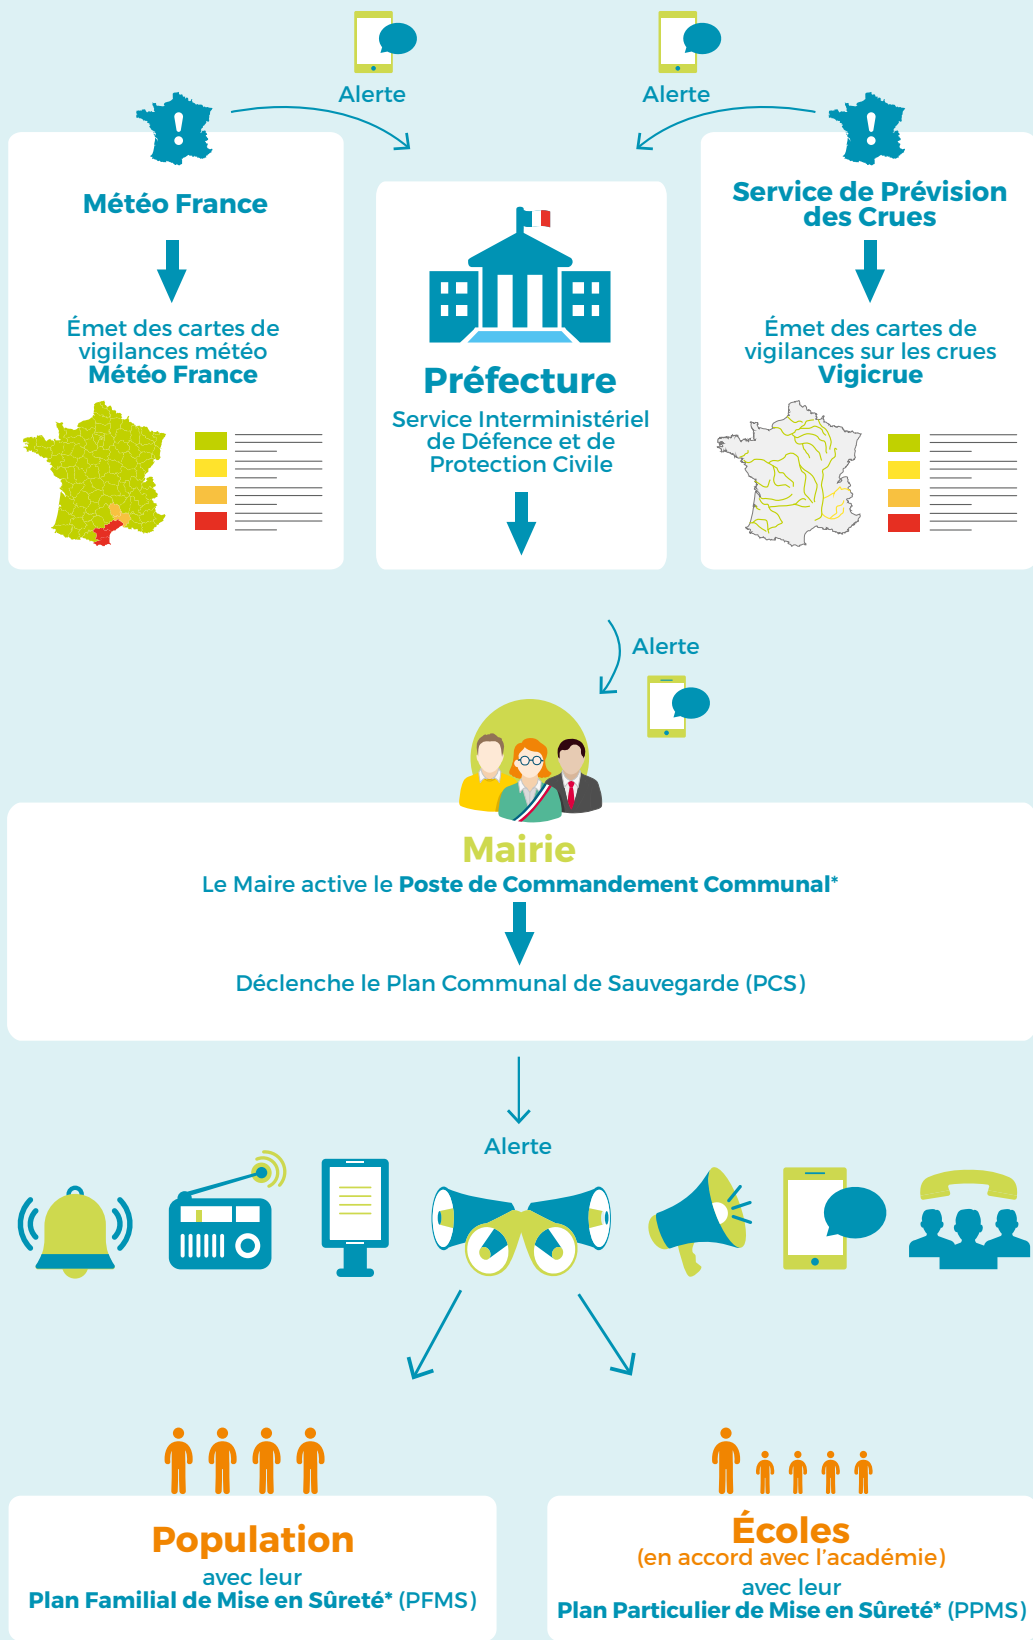 Alerte
Alerte
Météo France
Émet des cartes de
vigilances météo
Météo France
Préfecture
Service Interministériel
de Défence et de
Protection Civile
Service de Prévision
des Crues
Émet des cartes de
vigilances sur les crues
Vigicrue
Alerte
Mairie
Le Maire active le Poste de Commandement Communal*
Déclenche le Plan Communal de Sauvegarde (PCS)
Alerte
Population
avec leur
Plan Familial de Mise en Sûreté* (PFMS)
Écoles
(en accord avec l'académie)
avec leur
Plan Particulier de Mise en Sûreté* (PPMS)